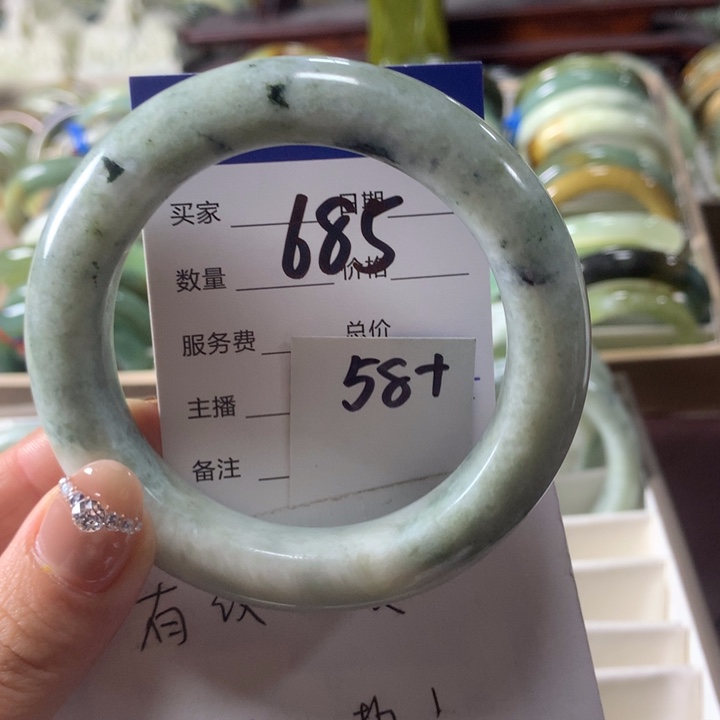 买家 日期
685
数量 价格
服务费 总价
58+
主播
备注
有纹